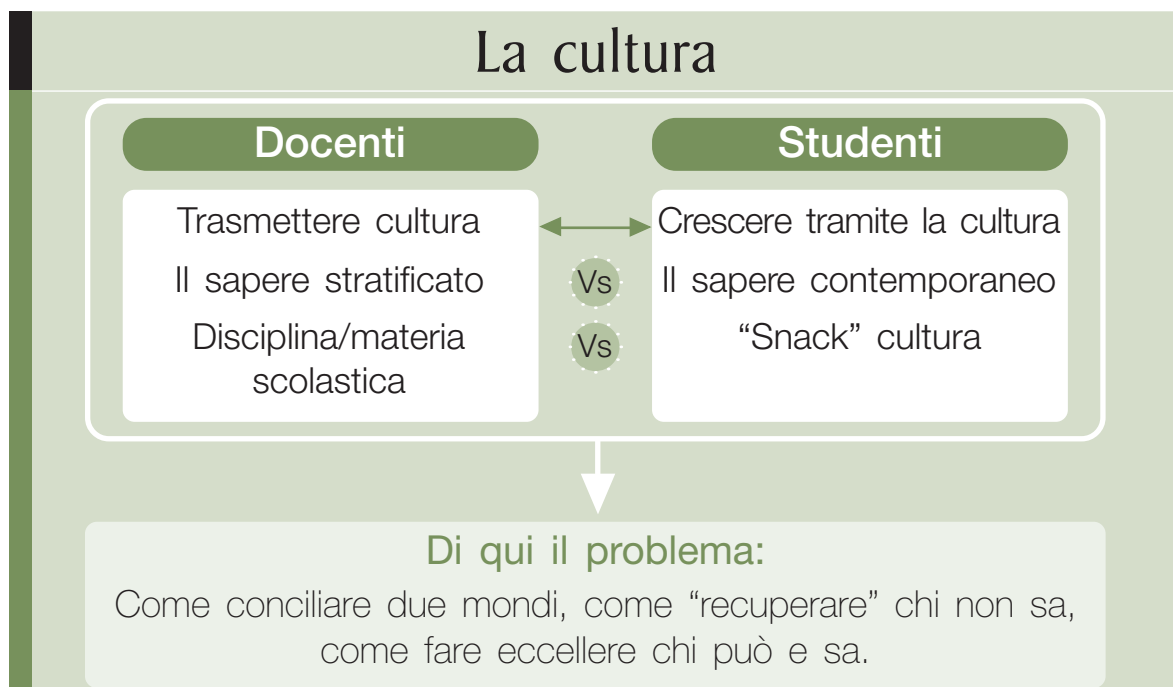 La cultura
Docenti
Studenti
Trasmettere cultura
Crescere tramite la cultura
Il sapere stratificato
Vs
Il sapere contemporaneo
Disciplina/materia
scolastica
Vs
“Snack” cultura
Di qui il problema:
Come conciliare due mondi, come “recuperare” chi non sa,
come fare eccellere chi può e sa.